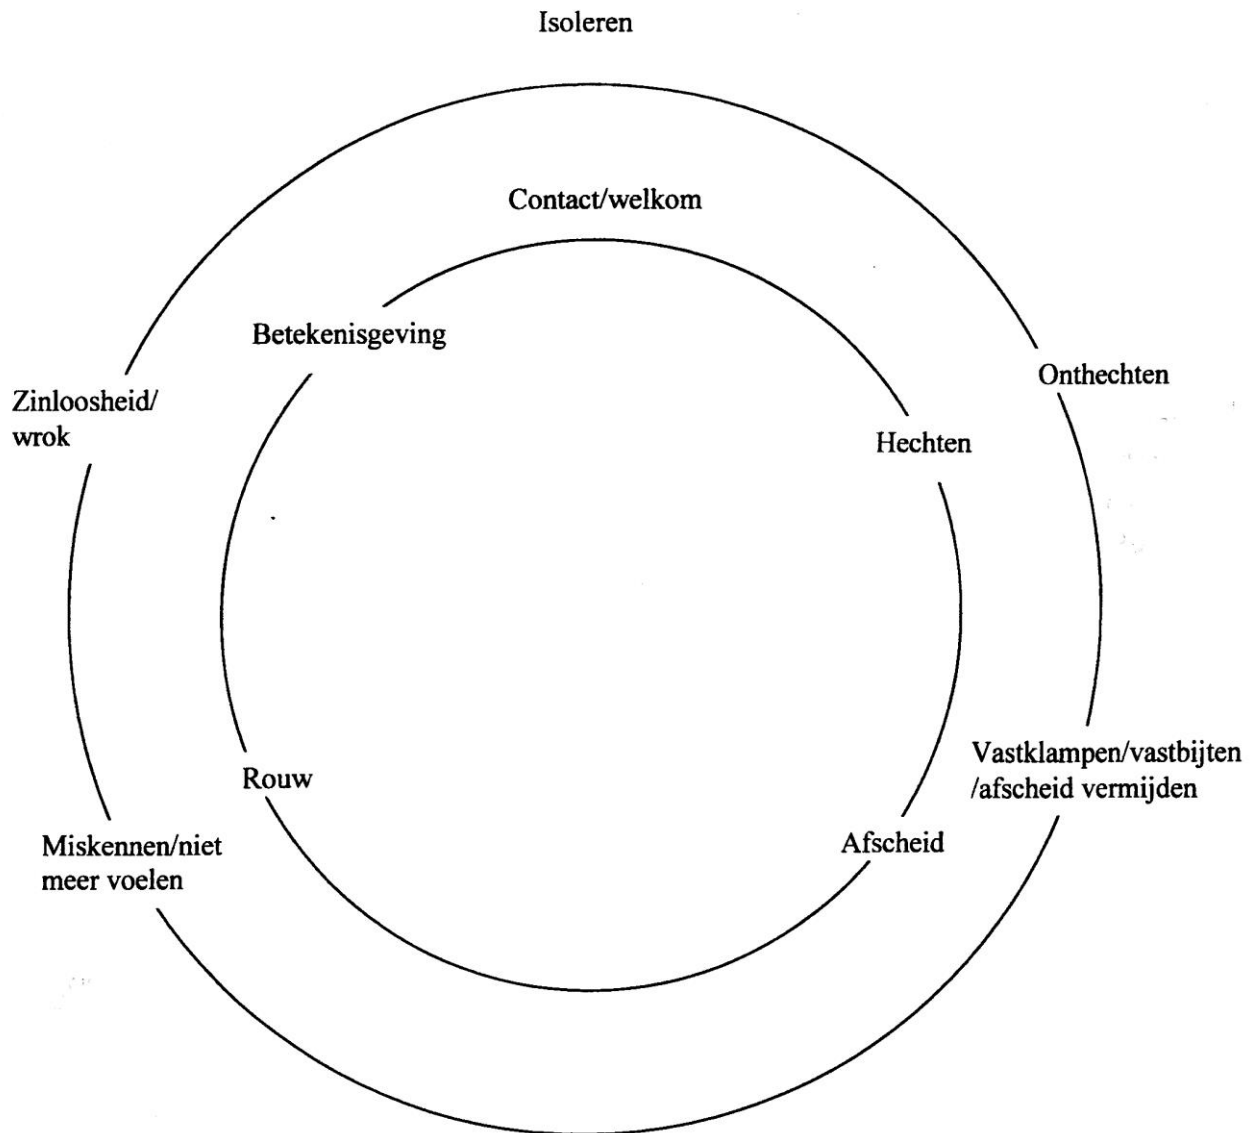 Isoleren
Contact/welkom
Betekenisgeving
Onthechten
Zinloosheid/
wrok
Hechten
Vastklampen/vastbijten
/afscheid vermijden
Rouw
Afscheid
Miskennen/niet
meer voelen